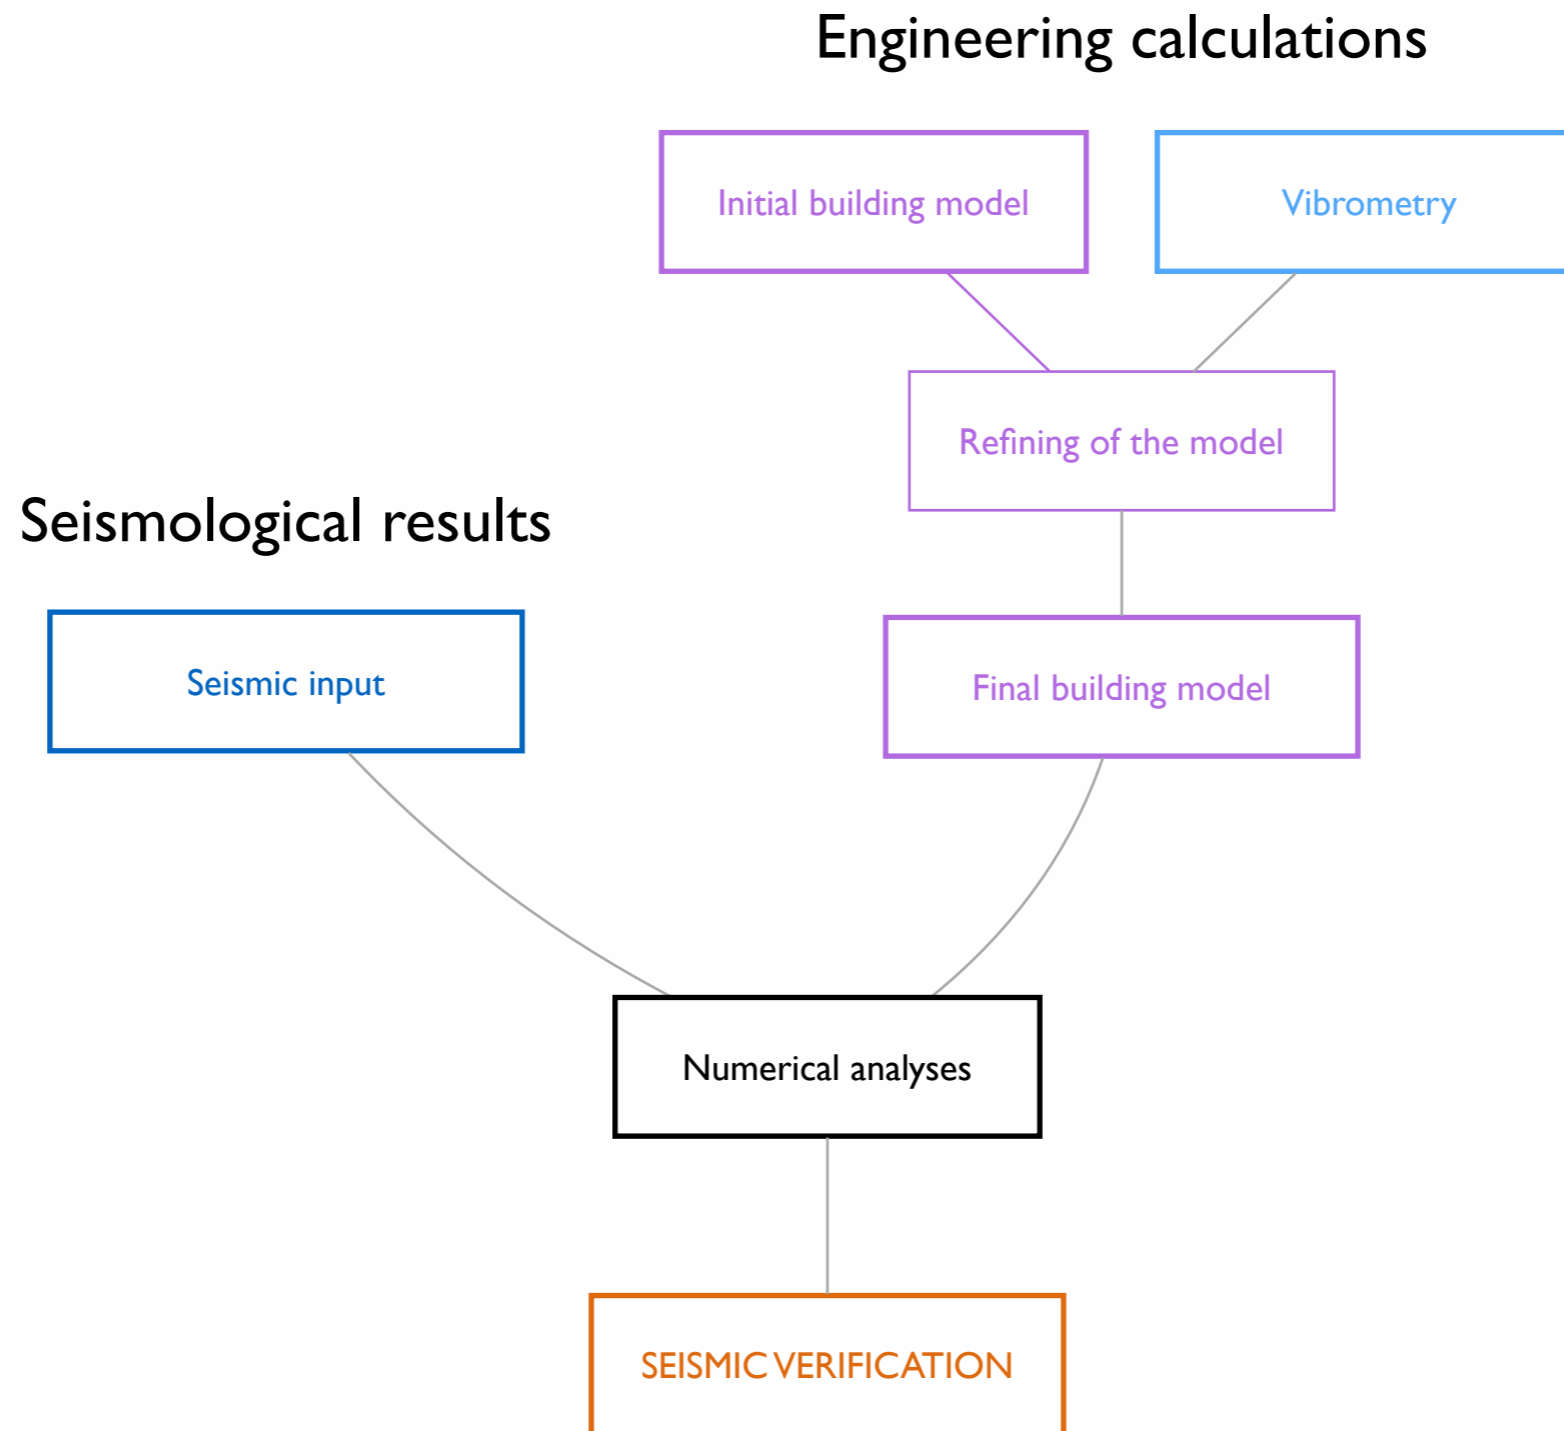 Engineering calculations
Initial building model
Vibrometry
Refining of the model
Seismological results
Seismic input
Final building model
Numerical analyses
SEISMIC VERIFICATION